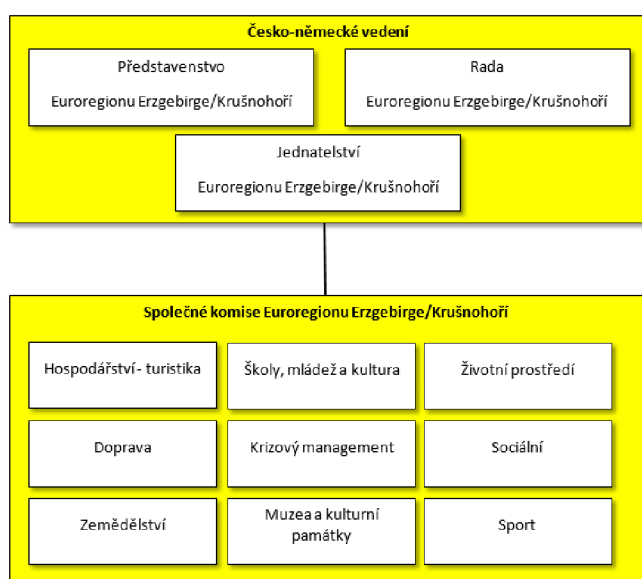 Česko-německé vedení
Představenstvo
Euroregionu Erzgebirge/Krušnohoří
Rada
Euroregionu Erzgebirge/Krušnohoří
Jednatelství
Euroregionu Erzgebirge/Krušnohoří
Společné komise Euroregionu Erzgebirge/Krušnohoří
Hospodářství- turistika
Školy, mládež a kultura
Životní prostředí
Doprava
Krizový management
Sociální
Zemědělství
Muzea a kulturní
památky
Sport